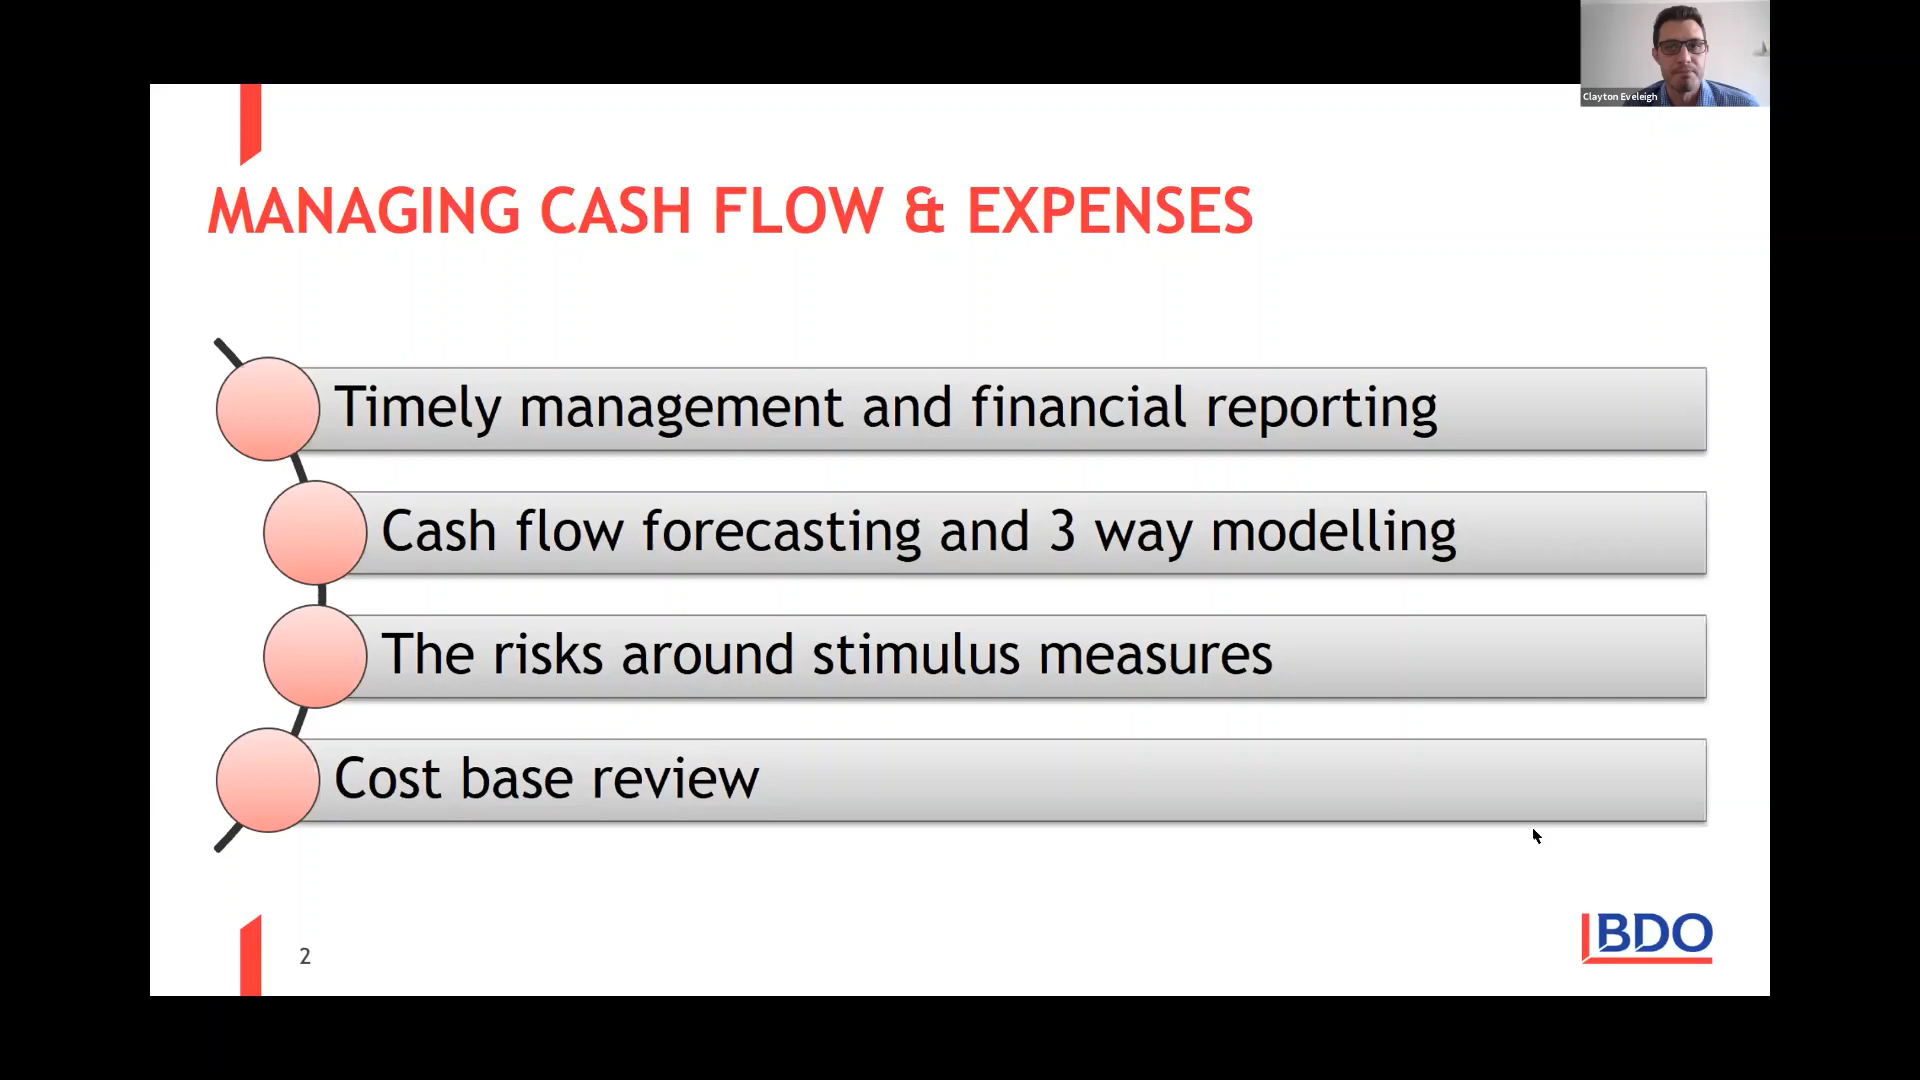 Clayton Eveleigh
MANAGING CASH FLOW & EXPENSES
Timely management and financial reporting
Cash flow forecasting and 3 way modelling
The risks around stimulus measures
Cost base review
2
BDO